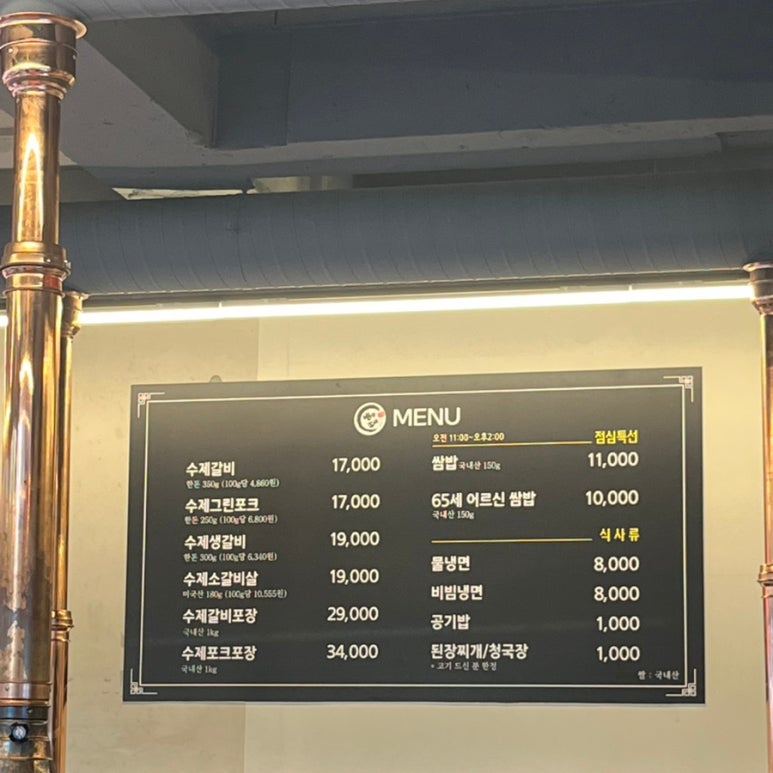 MENU
수제갈비 17,000
한돈 350g (100g당 4,860원)
수제그린포크 17,000
한돈 250g (100g당 6,800원)
수제생갈비 19,000
한돈 300g (100g당 6,340원)
수제소갈비살 19,000
미국산 180g (100g당 10,555원)
수제갈비포장 29,000
국내산 1kg
수제포크포장 34,000
국내산 1kg
오전 11:00~오후2:00 점심특선
쌈밥 국내산 150g 11,000
65세 어르신 쌈밥 10,000
국내산 150g
식사류
물냉면 8,000
비빔냉면 8,000
공기밥 1,000
된장찌개/청국장 1,000
* 고기 드신 분 한정
쌀 : 국내산